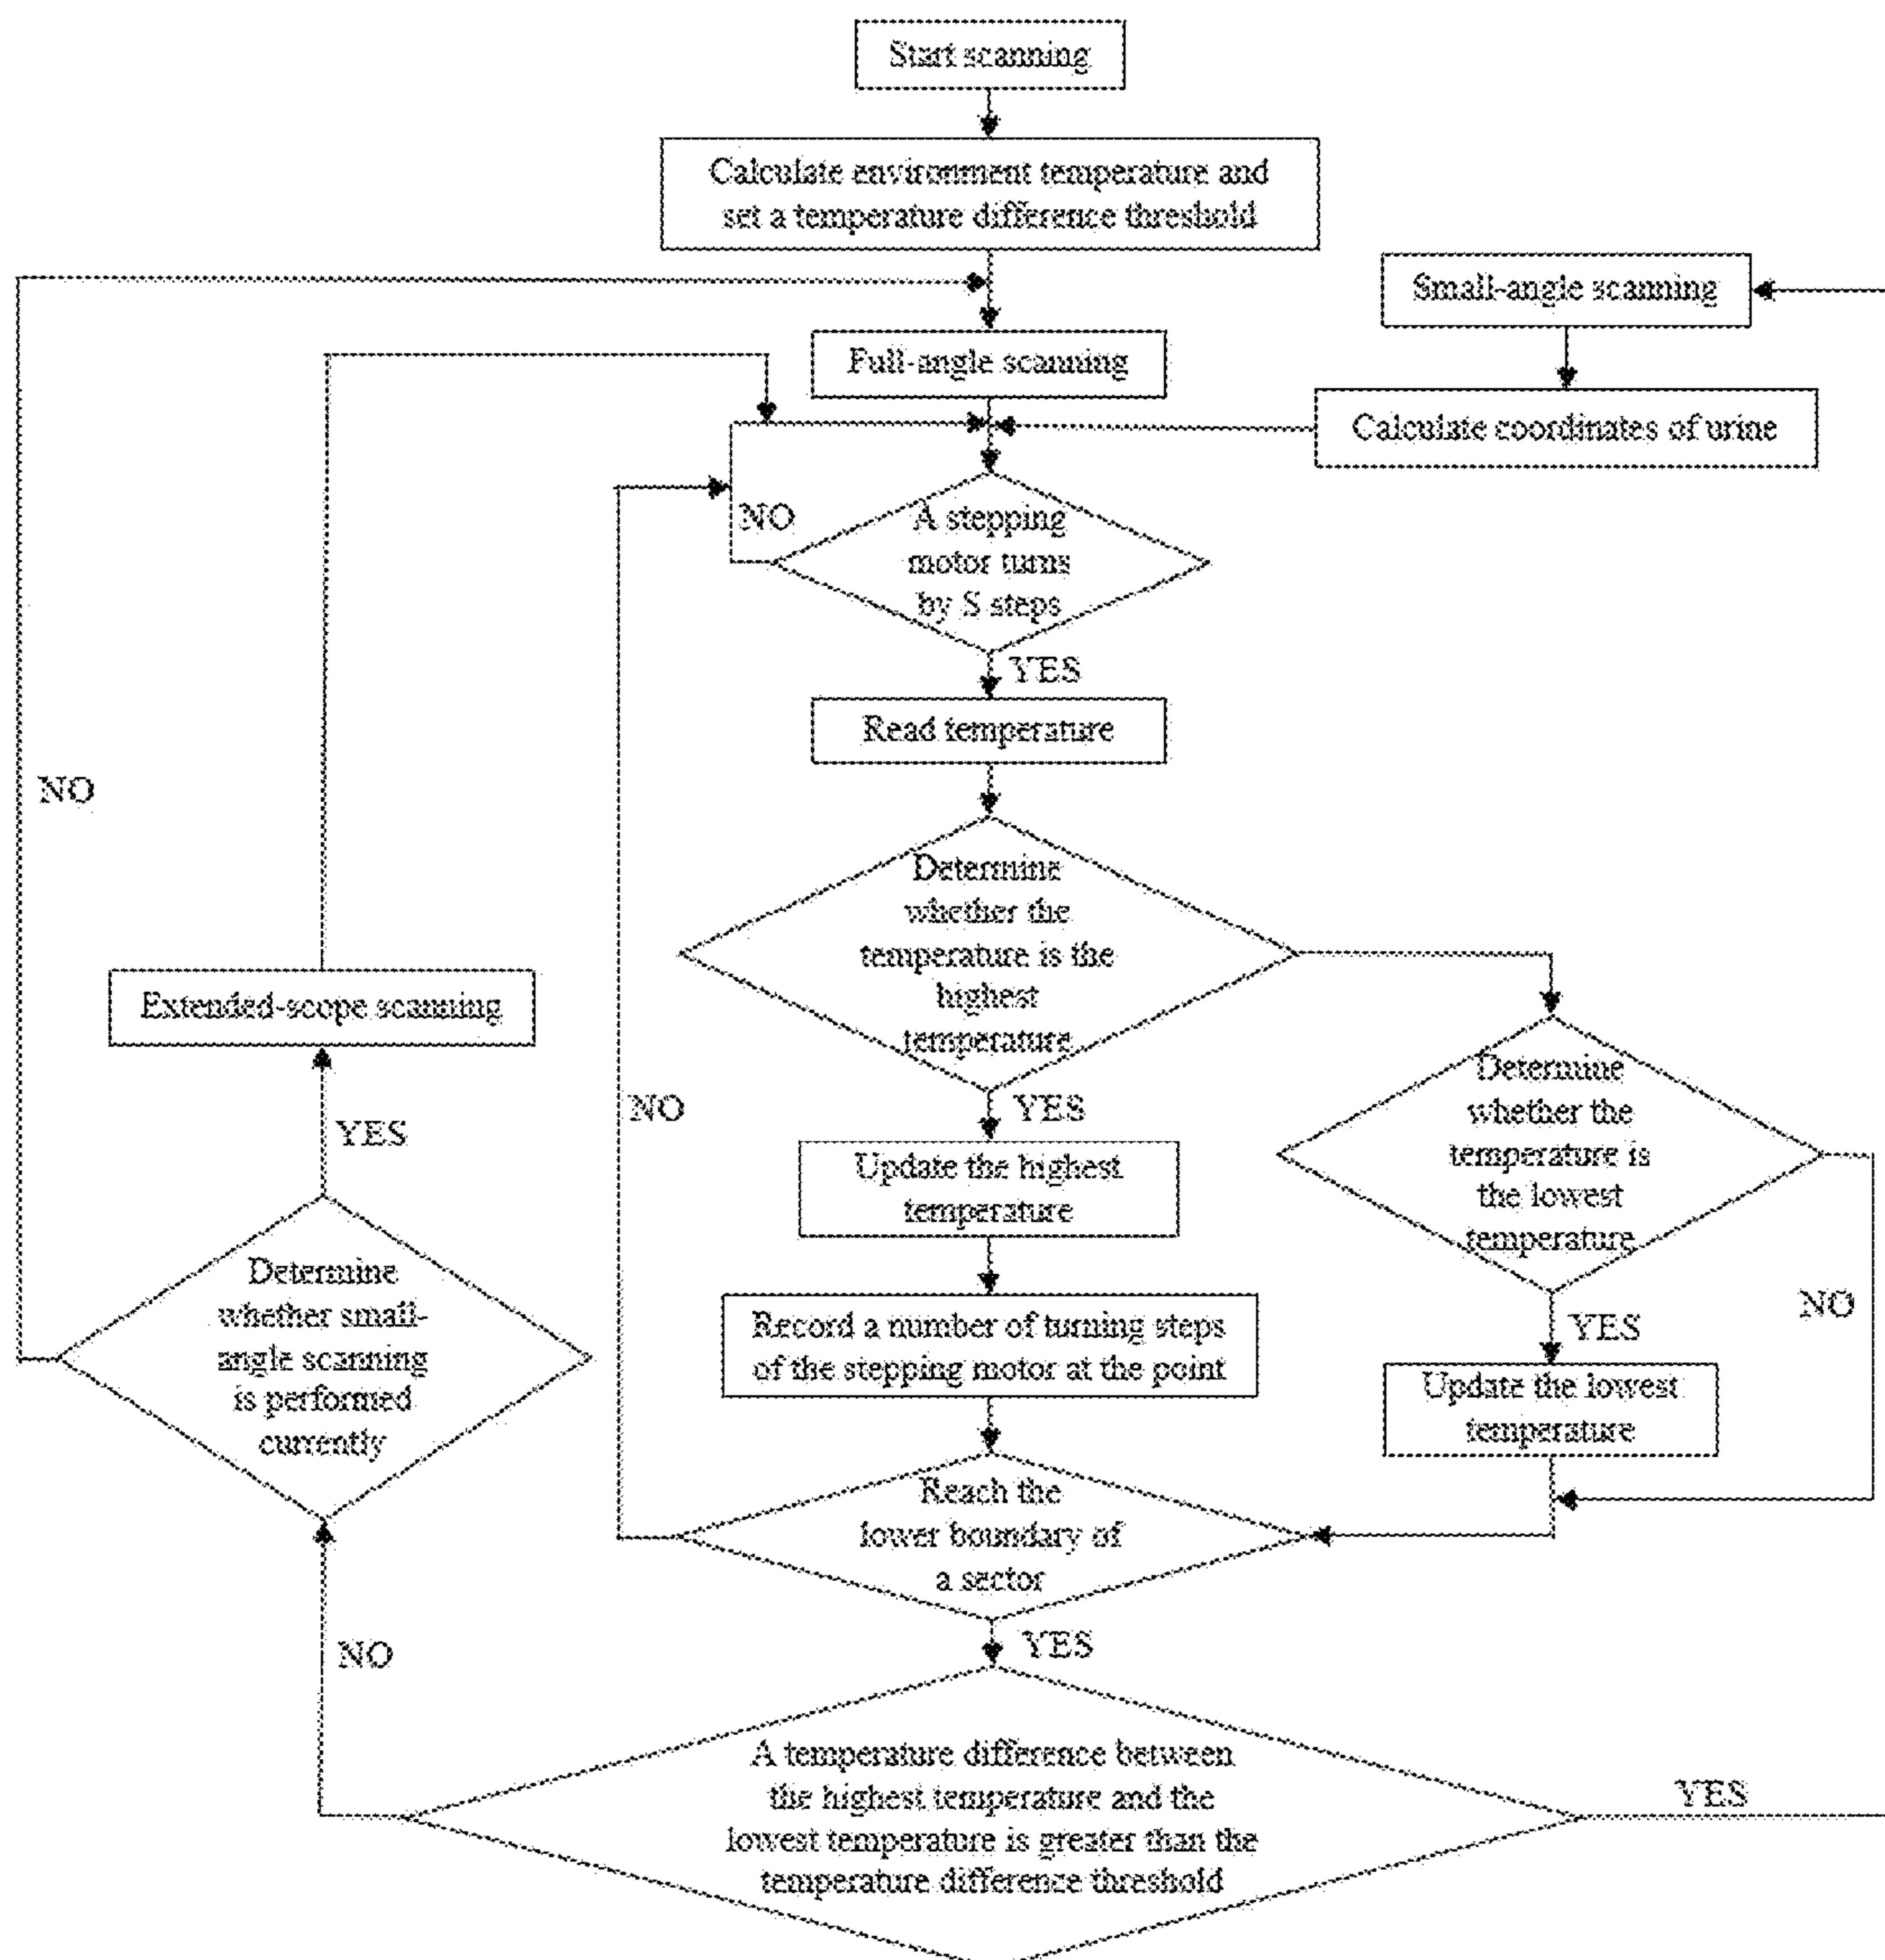 Start scanning
Calculate environment temperature and
set a temperature difference threshold
Small-angle scanning
Full-angle scanning
Calculate coordinates of urine
NO
A stepping
motor turns
by S steps
YES
Read temperature
NO
Determine
whether the
temperature is the
highest
temperature
Extended-scope scanning
YES
NO
Determine
whether the
temperature is
the lowest
temperature
YES
Update the highest
temperature
NO
Determine
whether small-
angle scanning
is performed
currently
Record a number of turning steps
of the stepping motor at the point
YES
Update the lowest
temperature
Reach the
lower boundary of
a sector
YES
NO
A temperature difference between
the highest temperature and the
lowest temperature is greater than the
temperature difference threshold
YES